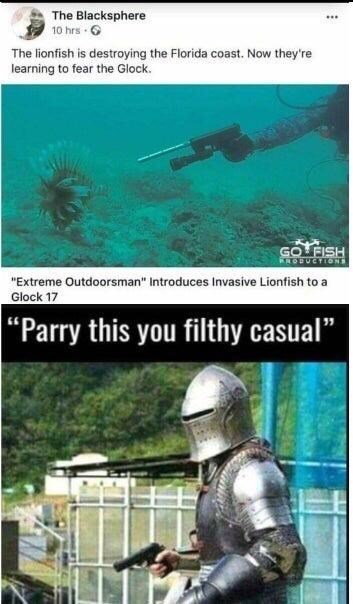 The Blacksphere
10 hrs ·
The lionfish is destroying the Florida coast. Now they're
learning to fear the Glock.
GO FISH
PRODUCTIONS
"Extreme Outdoorsman" Introduces Invasive Lionfish to a
Glock 17
“Parry this you filthy casual”